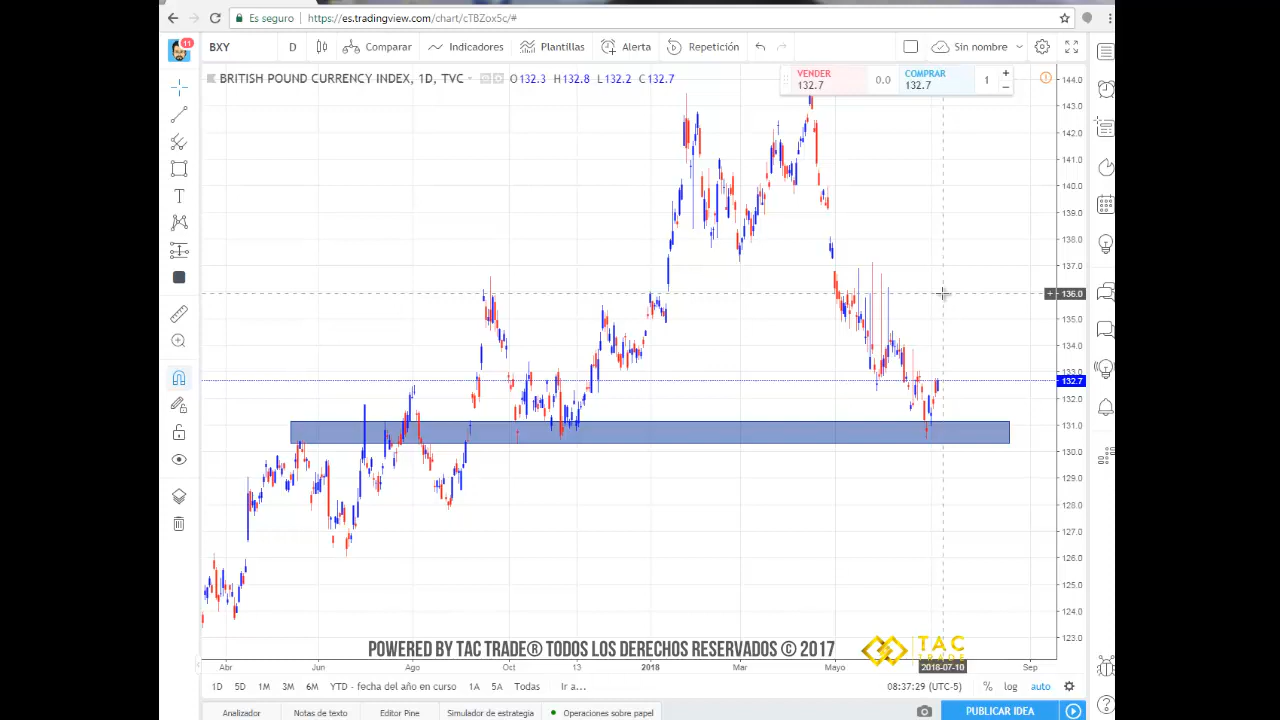 Es seguro
https://es.tradingview.com/chart/cTBZox5c/#
11
BXY
D
Comparar
Indicadores
Plantillas
Alerta
Repetición
Sin nombre
BRITISH POUND CURRENCY INDEX, 1D, TVC
O132.3 H132.8 L132.2 C132.7
VENDER
132.7
0.0
COMPRAR
132.7
1
+
−
144.0
143.0
142.0
141.0
140.0
139.0
138.0
137.0
136.0
135.0
134.0
133.0
132.7
132.0
131.0
130.0
129.0
128.0
127.0
126.0
125.0
124.0
123.0
POWERED BY TAC TRADE® TODOS LOS DERECHOS RESERVADOS © 2017
TAC
TRADE
Abr
Jun
Ago
Oct
13
2018
Mar
Mayo
2018-07-10
Sep
1D
5D
1M
3M
6M
YTD - fecha del año en curso
1A
5A
Todas
Ir a...
08:37:29 (UTC-5)
%
log
auto
Analizador
Notas de texto
Editor Pine
Simulador de estrategia
Operaciones sobre papel
PUBLICAR IDEA